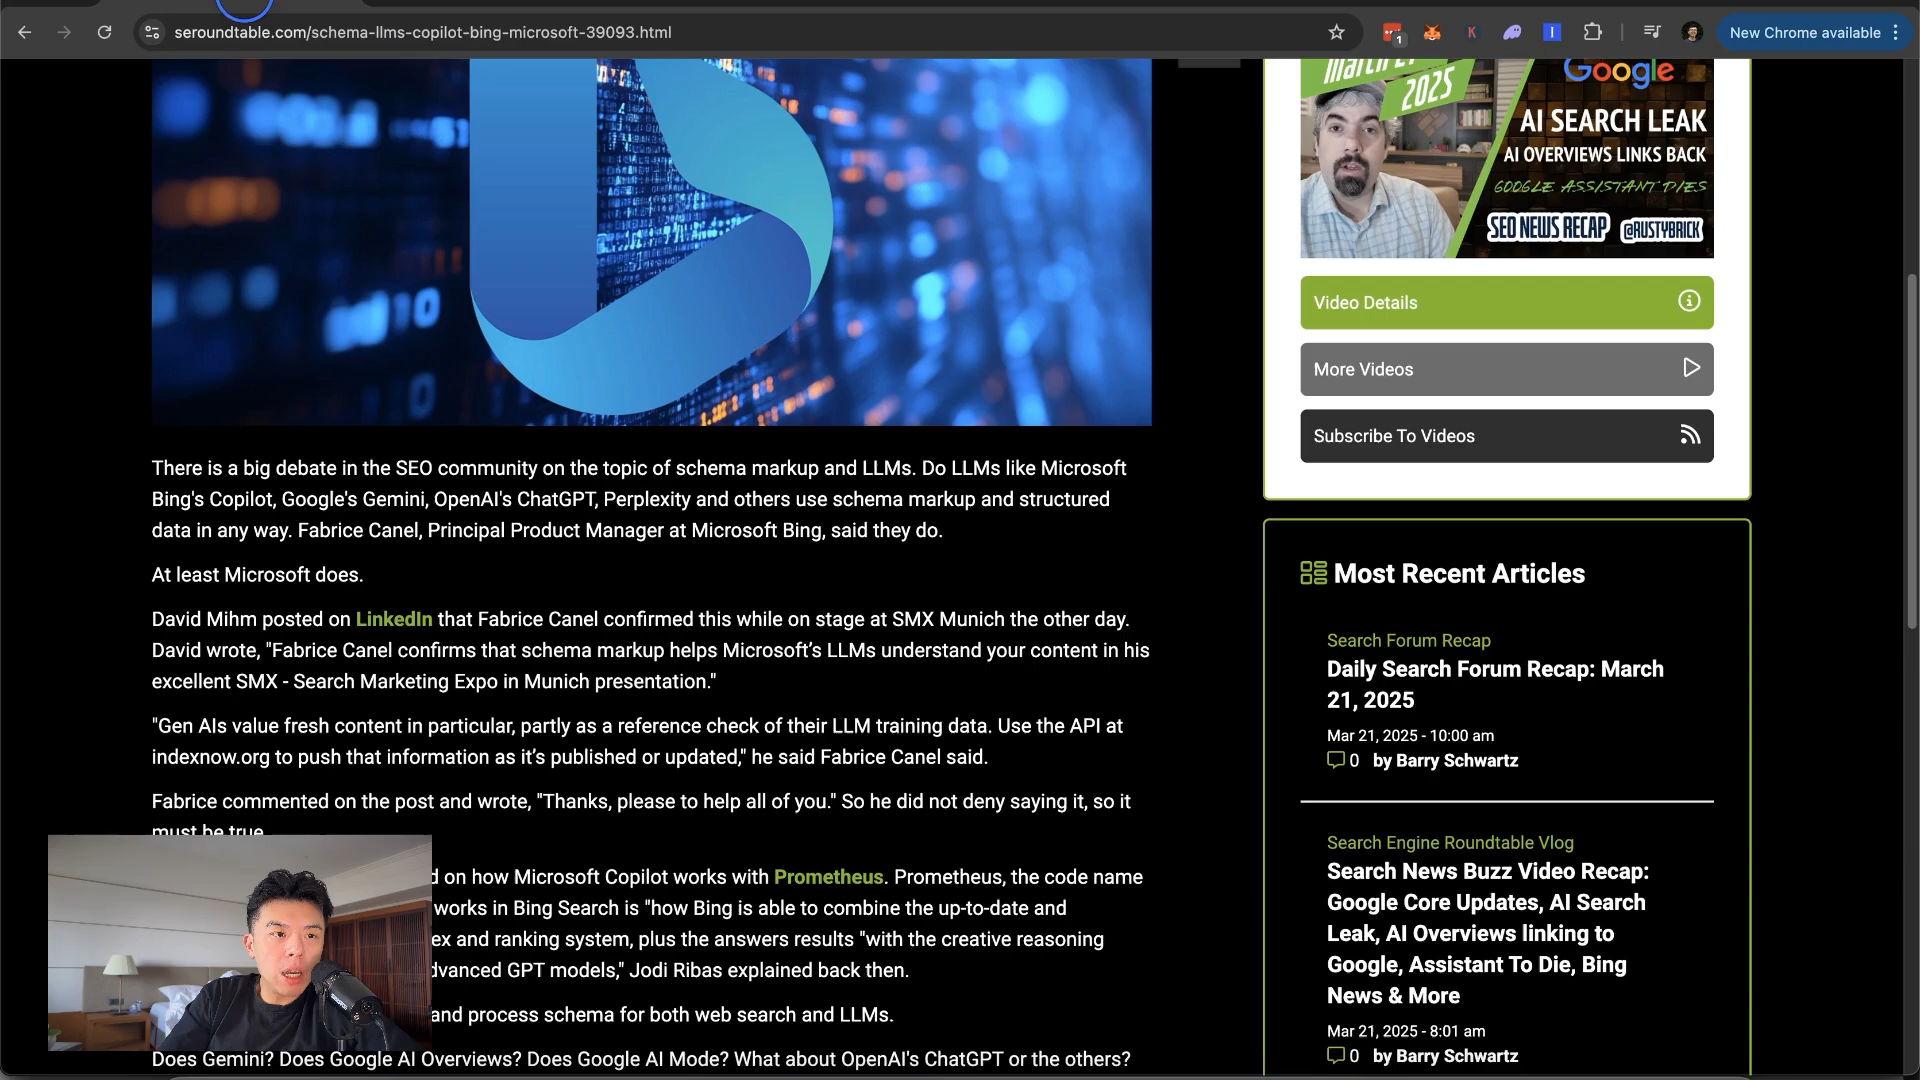 seroundtable.com/schema-llms-copilot-bing-microsoft-39093.html
1
K
I
New Chrome available
March 21
2025
Google
AI SEARCH LEAK
AI OVERVIEWS LINKS BACK
GOOGLE ASSISTANT DIES
SEO NEWS RECAP @RUSTYBRICK
Video Details
More Videos
Subscribe To Videos
There is a big debate in the SEO community on the topic of schema markup and LLMs. Do LLMs like Microsoft
Bing's Copilot, Google's Gemini, OpenAI's ChatGPT, Perplexity and others use schema markup and structured
data in any way. Fabrice Canel, Principal Product Manager at Microsoft Bing, said they do.
At least Microsoft does.
David Mihm posted on LinkedIn that Fabrice Canel confirmed this while on stage at SMX Munich the other day.
David wrote, "Fabrice Canel confirms that schema markup helps Microsoft’s LLMs understand your content in his
excellent SMX - Search Marketing Expo in Munich presentation."
"Gen AIs value fresh content in particular, partly as a reference check of their LLM training data. Use the API at
indexnow.org to push that information as it’s published or updated," he said Fabrice Canel said.
Fabrice commented on the post and wrote, "Thanks, please to help all of you." So he did not deny saying it, so it
must be true.
d on how Microsoft Copilot works with Prometheus. Prometheus, the code name
works in Bing Search is "how Bing is able to combine the up-to-date and
ex and ranking system, plus the answers results "with the creative reasoning
dvanced GPT models," Jodi Ribas explained back then.
and process schema for both web search and LLMs.
Does Gemini? Does Google AI Overviews? Does Google AI Mode? What about OpenAI's ChatGPT or the others?
Most Recent Articles
Search Forum Recap
Daily Search Forum Recap: March
21, 2025
Mar 21, 2025 - 10:00 am
0 by Barry Schwartz
Search Engine Roundtable Vlog
Search News Buzz Video Recap:
Google Core Updates, AI Search
Leak, AI Overviews linking to
Google, Assistant To Die, Bing
News & More
Mar 21, 2025 - 8:01 am
0 by Barry Schwartz